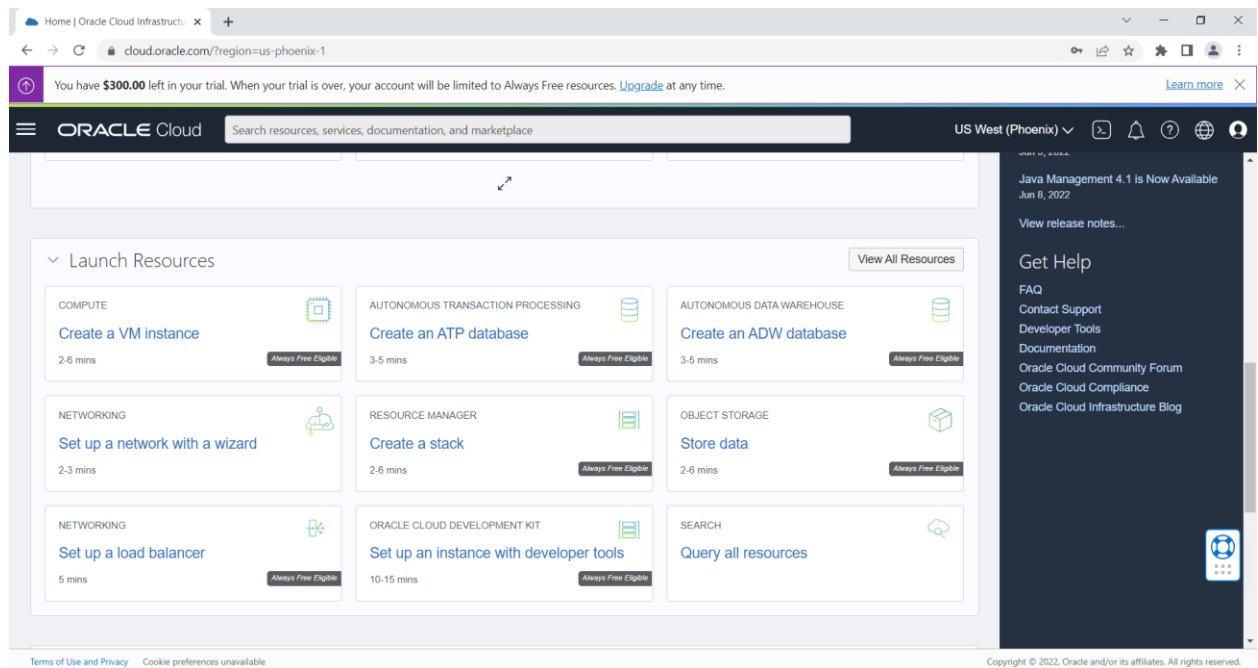 Home | Oracle Cloud Infrastructu
cloud.oracle.com/?region=us-phoenix-1
You have $300.00 left in your trial. When your trial is over, your account will be limited to Always Free resources. Upgrade at any time.
Learn more
ORACLE Cloud
Search resources, services, documentation, and marketplace
US West (Phoenix)
Launch Resources
View All Resources
COMPUTE
Create a VM instance
2-6 mins
Always Free Eligible
AUTONOMOUS TRANSACTION PROCESSING
Create an ATP database
3-5 mins
Always Free Eligible
AUTONOMOUS DATA WAREHOUSE
Create an ADW database
3-5 mins
Always Free Eligible
NETWORKING
Set up a network with a wizard
2-3 mins
RESOURCE MANAGER
Create a stack
2-6 mins
Always Free Eligible
OBJECT STORAGE
Store data
2-6 mins
Always Free Eligible
NETWORKING
Set up a load balancer
5 mins
Always Free Eligible
ORACLE CLOUD DEVELOPMENT KIT
Set up an instance with developer tools
10-15 mins
Always Free Eligible
SEARCH
Query all resources
Java Management 4.1 is Now Available
Jun 8, 2022
View release notes...
Get Help
FAQ
Contact Support
Developer Tools
Documentation
Oracle Cloud Community Forum
Oracle Cloud Compliance
Oracle Cloud Infrastructure Blog
Terms of Use and Privacy
Cookie preferences unavailable
Copyright © 2022, Oracle and/or its affiliates. All rights reserved.